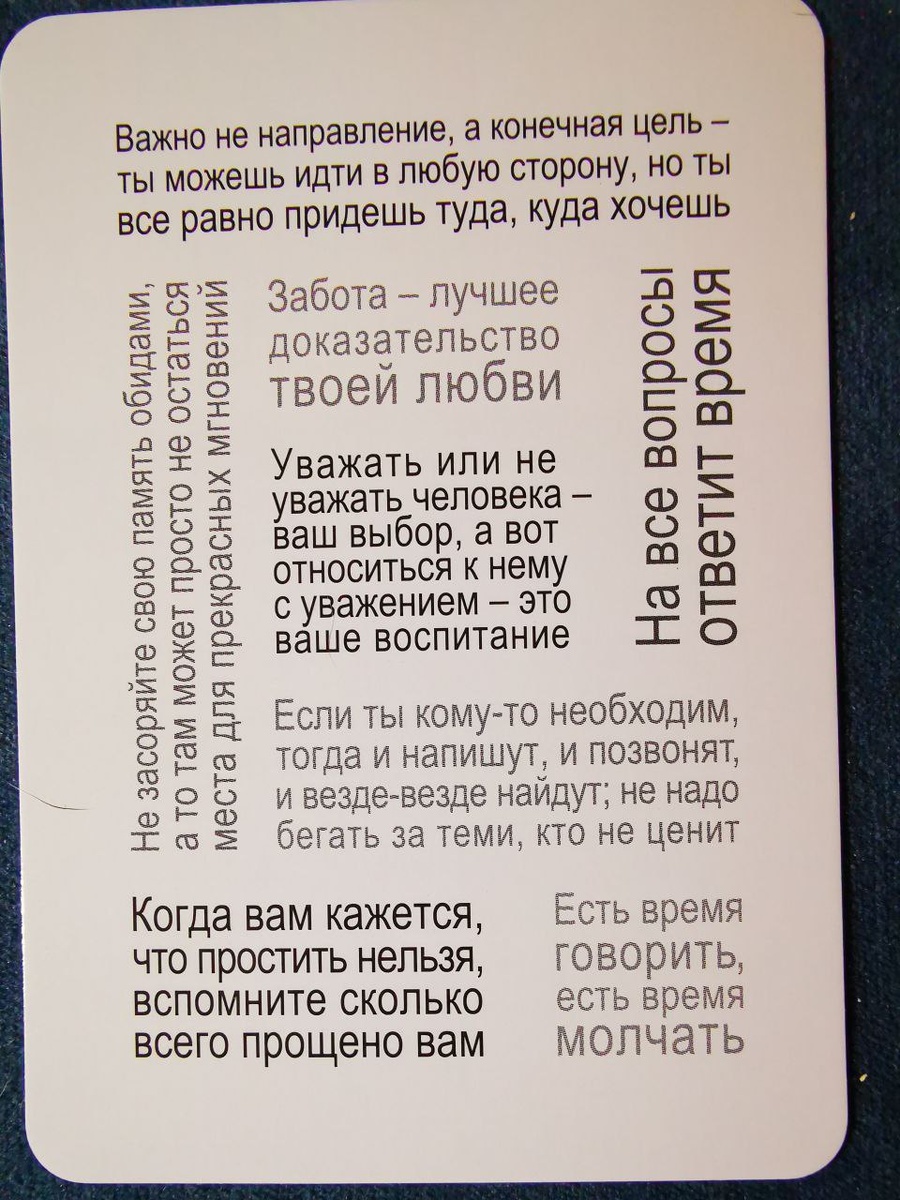 Важно не направление, а конечная цель –
ты можешь идти в любую сторону, но ты
все равно придешь туда, куда хочешь
Не засоряйте свою память обидами,
а то там может просто не остаться
места для прекрасных мгновений
Забота – лучшее
доказательство
твоей любви
Уважать или не
уважать человека –
ваш выбор, а вот
относиться к нему
с уважением – это
ваше воспитание
На все вопросы
ответит время
Если ты кому-то необходим,
тогда и напишут, и позвонят,
и везде-везде найдут; не надо
бегать за теми, кто не ценит
Когда вам кажется,
что простить нельзя,
вспомните сколько
всего прощено вам
Есть время
говорить,
есть время
молчать